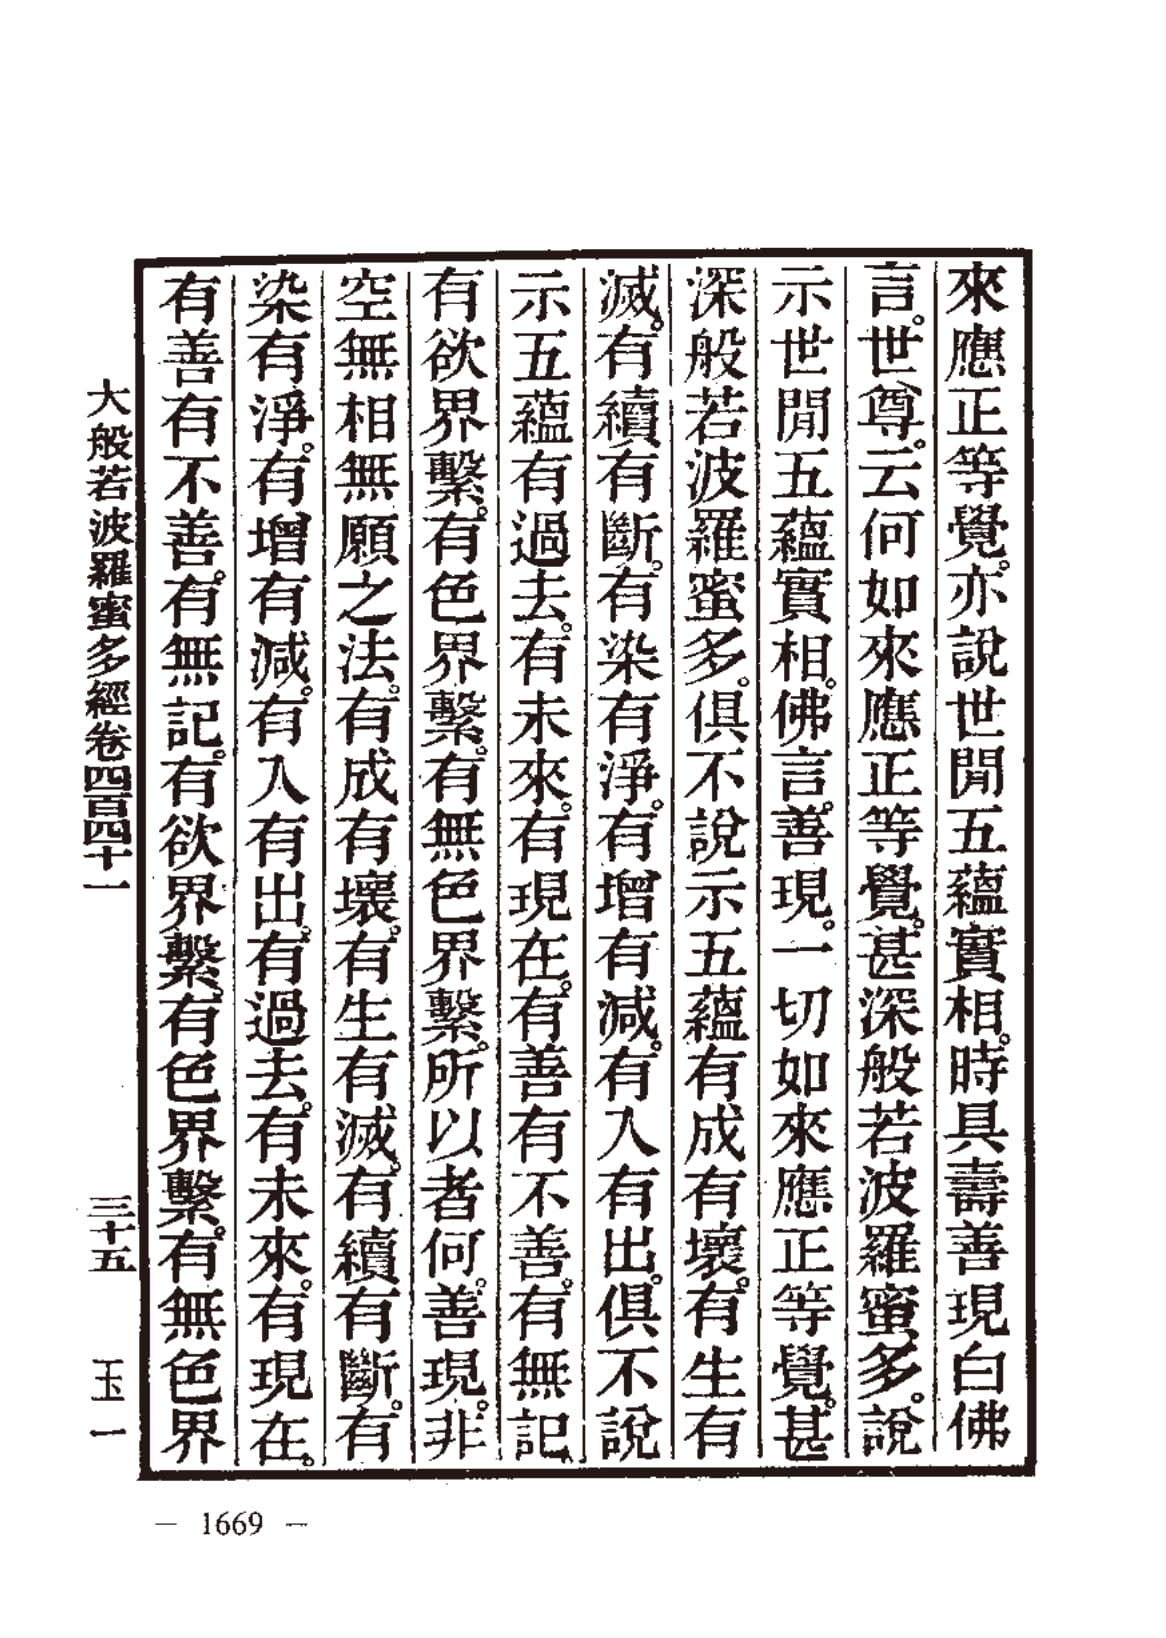 來應正等覺。亦說世閒五蘊實相。時具壽善現白佛
言。世尊。云何如來應正等覺。甚深般若波羅蜜多。說
示世閒五蘊實相。佛言。善現。一切如來應正等覺。甚
深般若波羅蜜多。俱不說示五蘊有成有壞。有生有
滅。有續有斷。有染有淨。有增有減。有入有出。俱不說
示五蘊有過去。有未來。有現在。有善有不善。有無記。
有欲界繫。有色界繫。有無色界繫。所以者何。善現。非
空無相無願之法。有成有壞。有生有滅。有續有斷。有
染有淨。有增有減。有入有出。有過去。有未來。有現在。
有善有不善。有無記。有欲界繫。有色界繫。有無色界
大般若波羅蜜多經卷四百四十一 三十五 玉一
— 1669 —